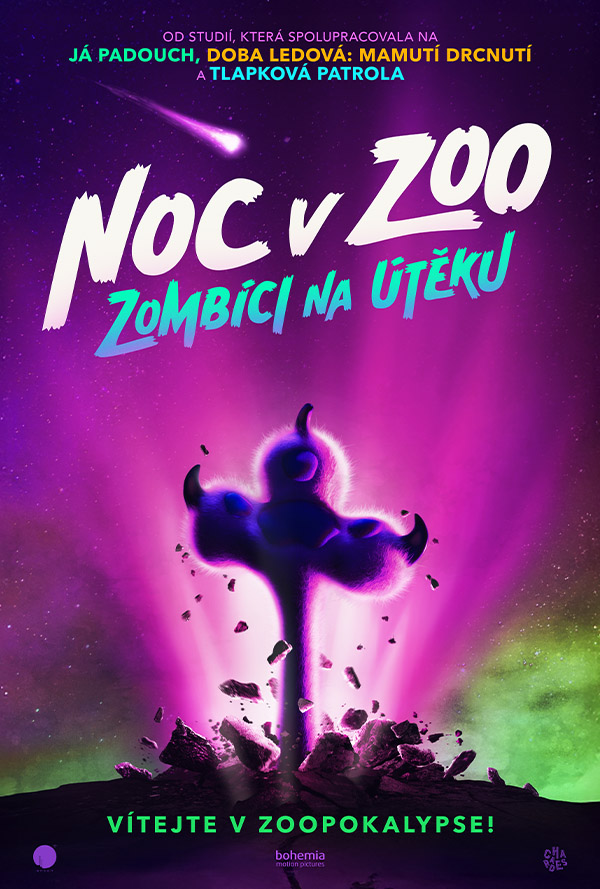 OD STUDIÍ, KTERÁ SPOLUPRACOVALA NA
JÁ PADOUCH, DOBA LEDOVÁ: MAMUTÍ DRCNUTÍ
A TLAPKOVÁ PATROLA
NOC V ZOO
ZOMBÍCI NA ÚTĚKU
VÍTEJTE V ZOOPOKALYPSE!
bohemia
motion pictures